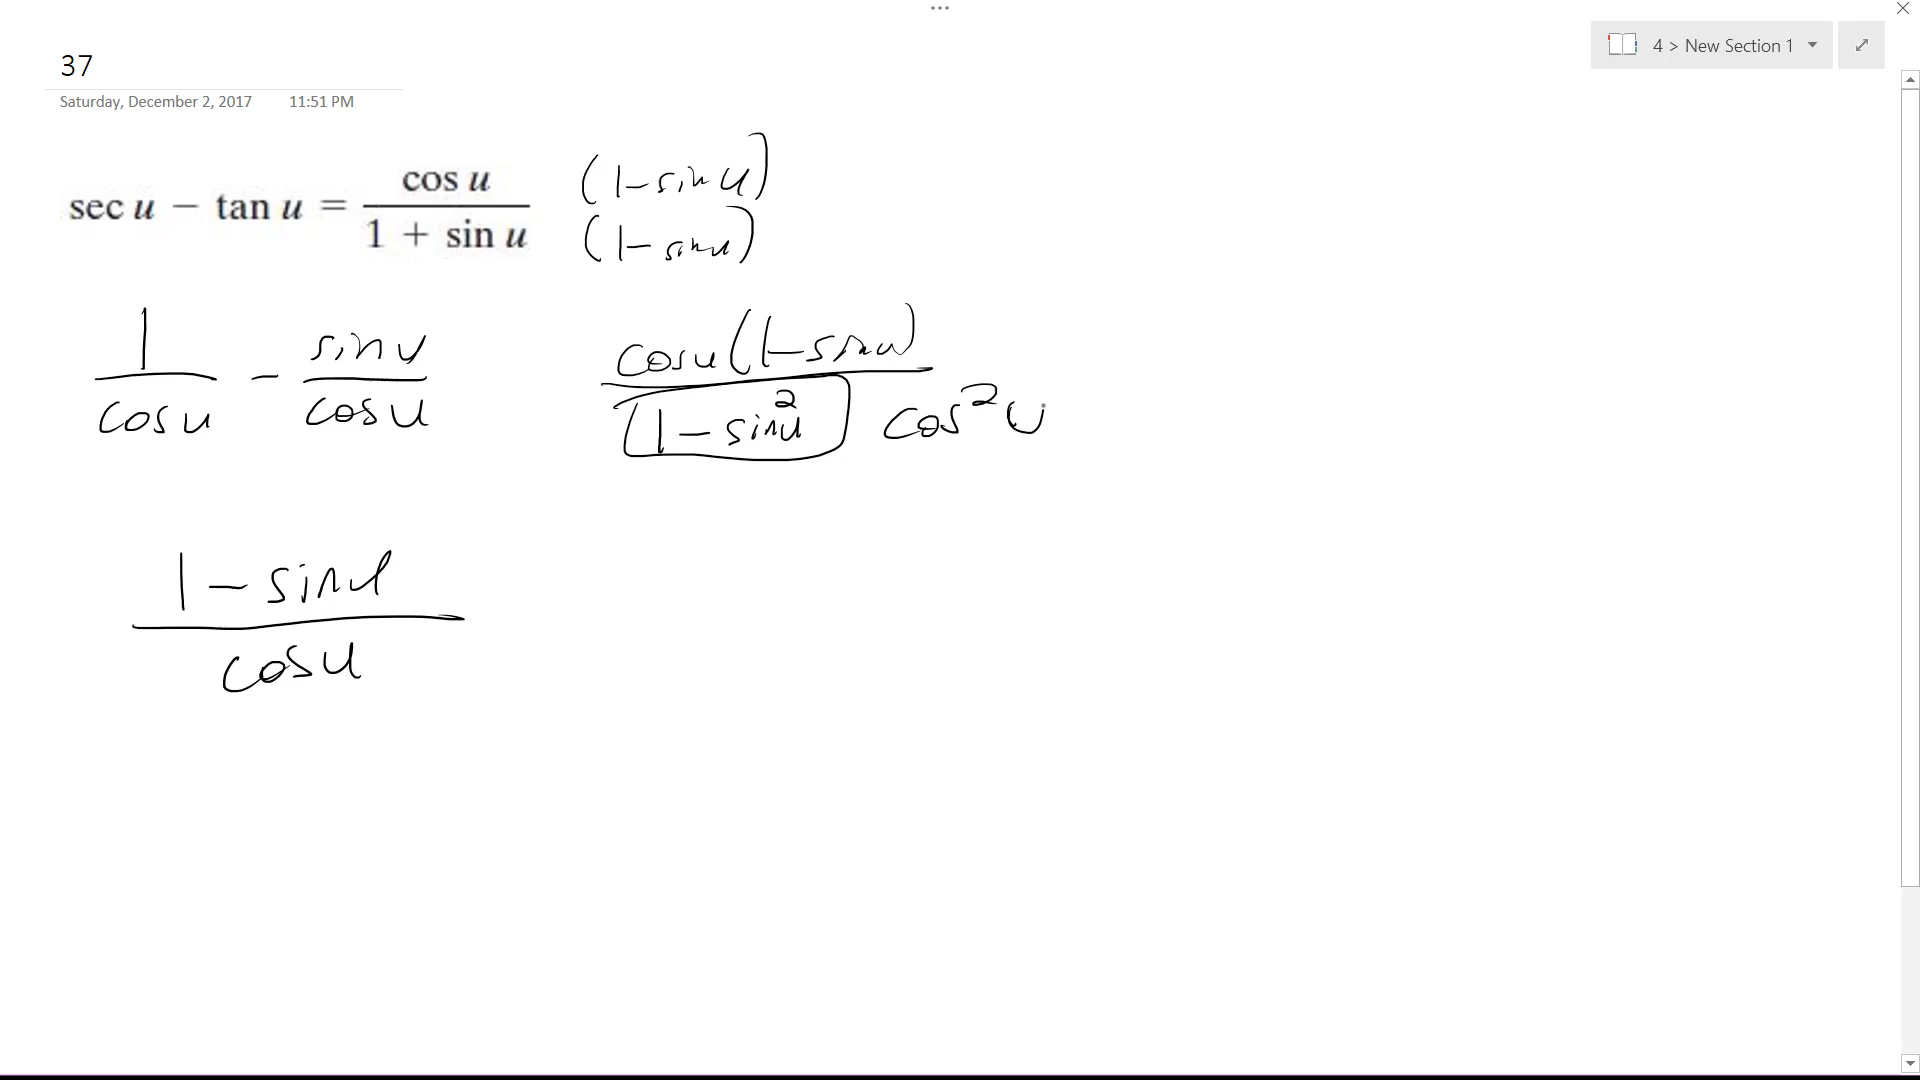 4 > New Section 1
37
Saturday, December 2, 2017 11:51 PM
sec u − tan u = cos u / 1 + sin u (1 - sin u) / (1 - sin u)
1 / cos u - sin u / cos u
cos u (1 - sin u) / 1 - sin² u cos² u
1 - sin u / cos u